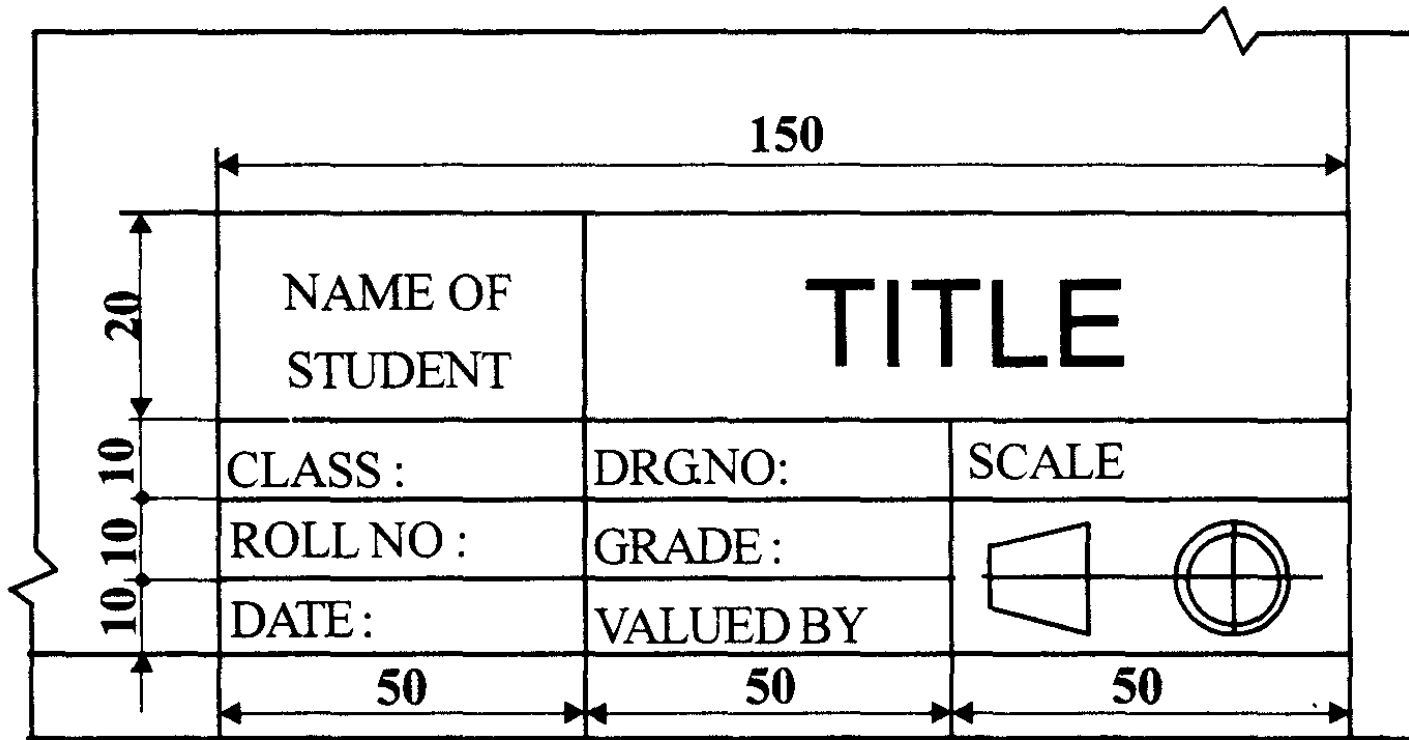 150
20
NAME OF
STUDENT
TITLE
10
CLASS :
DRG.NO:
SCALE
10
ROLL NO :
GRADE :
10
DATE :
VALUED BY
50
50
50